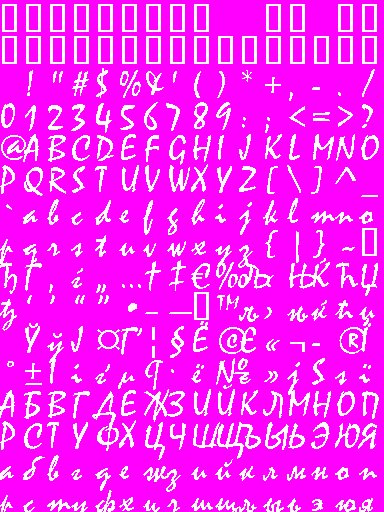 ! " # $ % & ' ( ) * + , - . /
0 1 2 3 4 5 6 7 8 9 : ; < = > ?
@ A B C D E F G H I J K L M N O
P Q R S T U V W X Y Z [ \ ] ^ _
` a b c d e f g h i j k l m n o
p q r s t u v w x y z { | } ~
Ђ Ѓ ‚ ѓ „ … † ‡ € ‰ Љ ‹ Њ Ќ Ћ Џ
ђ ‘ ’ “ ” • – — ™ љ › њ ќ ћ џ
Ў ў Ј ¤ Ґ ¦ § Ё © Є « ¬ - ® Ї
° ± І і ґ µ ¶ · ё № є » ј Ѕ ѕ ї
А Б В Г Д Е Ж З И Й К Л М Н О П
Р С Т У Ф Х Ц Ч Ш Щ Ъ Ы Ь Э Ю Я
а б в г д е ж з и й к л м н о п
р с т у ф х ц ч ш щ ъ ы ь э ю я